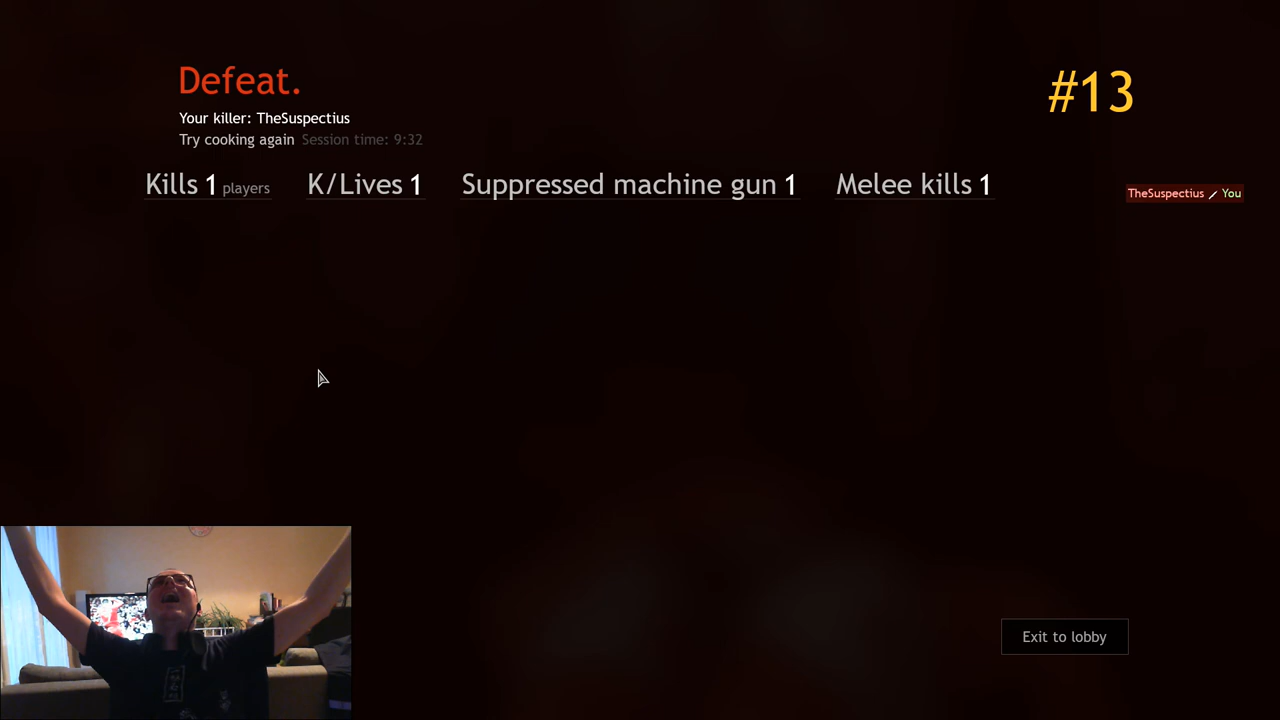 Defeat.
#13
Your killer: TheSuspectius
Try cooking again Session time: 9:32
Kills 1 players K/Lives 1 Suppressed machine gun 1 Melee kills 1
TheSuspectius You
Exit to lobby